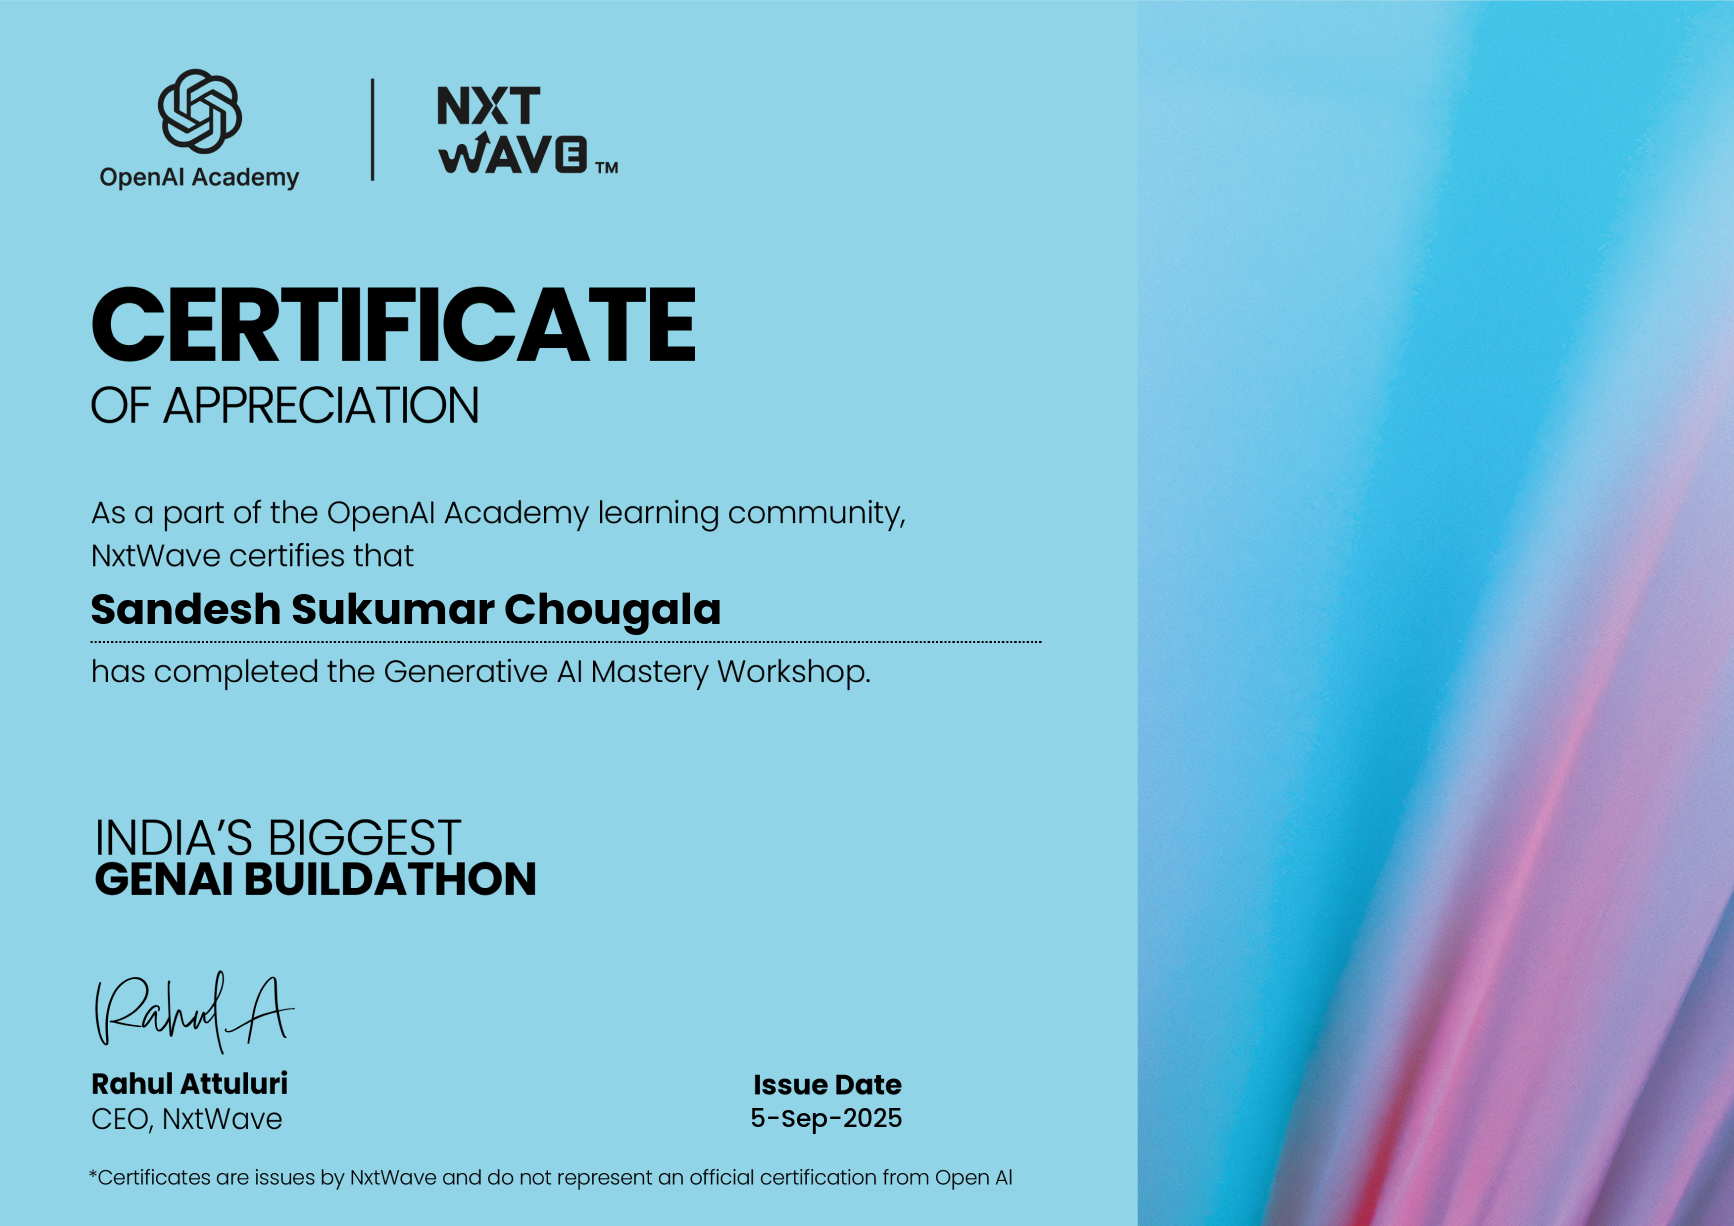 OpenAI Academy
NXT
WAVE ™
CERTIFICATE
OF APPRECIATION
As a part of the OpenAI Academy learning community,
NxtWave certifies that
Sandesh Sukumar Chougala
has completed the Generative AI Mastery Workshop.
INDIA’S BIGGEST
GENAI BUILDATHON
Rahul A
Rahul Attuluri
CEO, NxtWave
Issue Date
5-Sep-2025
*Certificates are issues by NxtWave and do not represent an official certification from Open AI